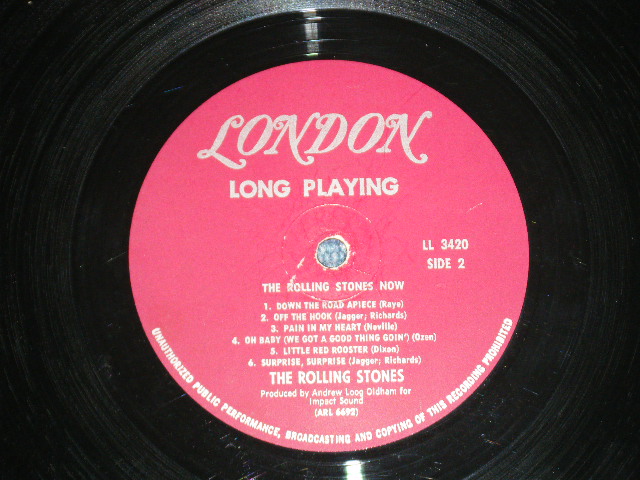 LONDON
LONG PLAYING
LL 3420
SIDE 2
THE ROLLING STONES NOW
1. DOWN THE ROAD APIECE (Raye)
2. OFF THE HOOK (Jagger; Richards)
3. PAIN IN MY HEART (Neville)
4. OH BABY (WE GOT A GOOD THING GOIN') (Ozen)
5. LITTLE RED ROOSTER (Dixon)
6. SURPRISE, SURPRISE (Jagger; Richards)
THE ROLLING STONES
Produced by Andrew Loog Oldham for
Impact Sound
(ARL 6692)
UNAUTHORIZED PUBLIC PERFORMANCE, BROADCASTING AND COPYING OF THIS RECORDING PROHIBITED